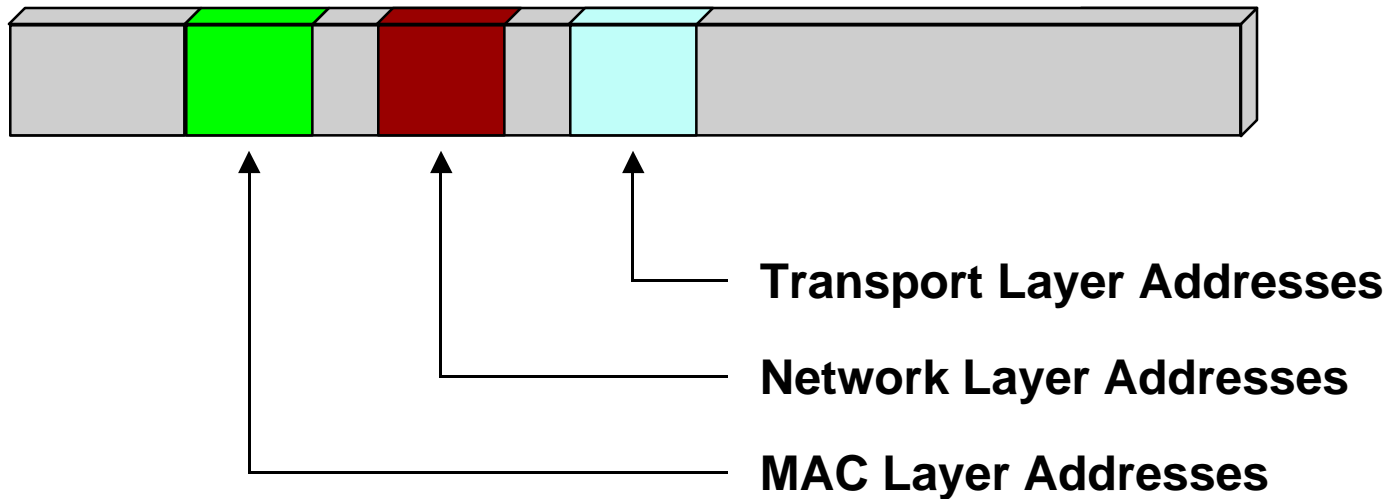 Transport Layer Addresses
Network Layer Addresses
MAC Layer Addresses